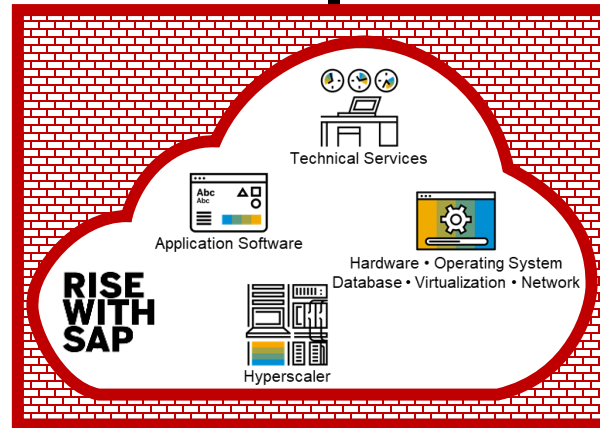 Technical Services
Abc
Abc
Application Software
Hardware • Operating System
Database • Virtualization • Network
RISE
WITH
SAP
Hyperscaler